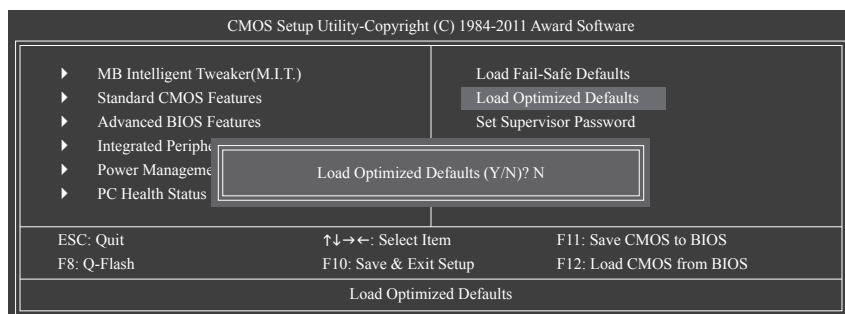 CMOS Setup Utility-Copyright (C) 1984-2011 Award Software
MB Intelligent Tweaker(M.I.T.)
Standard CMOS Features
Advanced BIOS Features
Integrated
Power
PC Health Status
Load Fail-Safe Defaults
Load Optimized Defaults
Set Supervisor Password
Load Optimized Defaults (Y/N)? N
ESC: Quit ↑↓→←: Select Item F11: Save CMOS to BIOS
F8: Q-Flash F10: Save & Exit Setup F12: Load CMOS from BIOS
Load Optimized Defaults